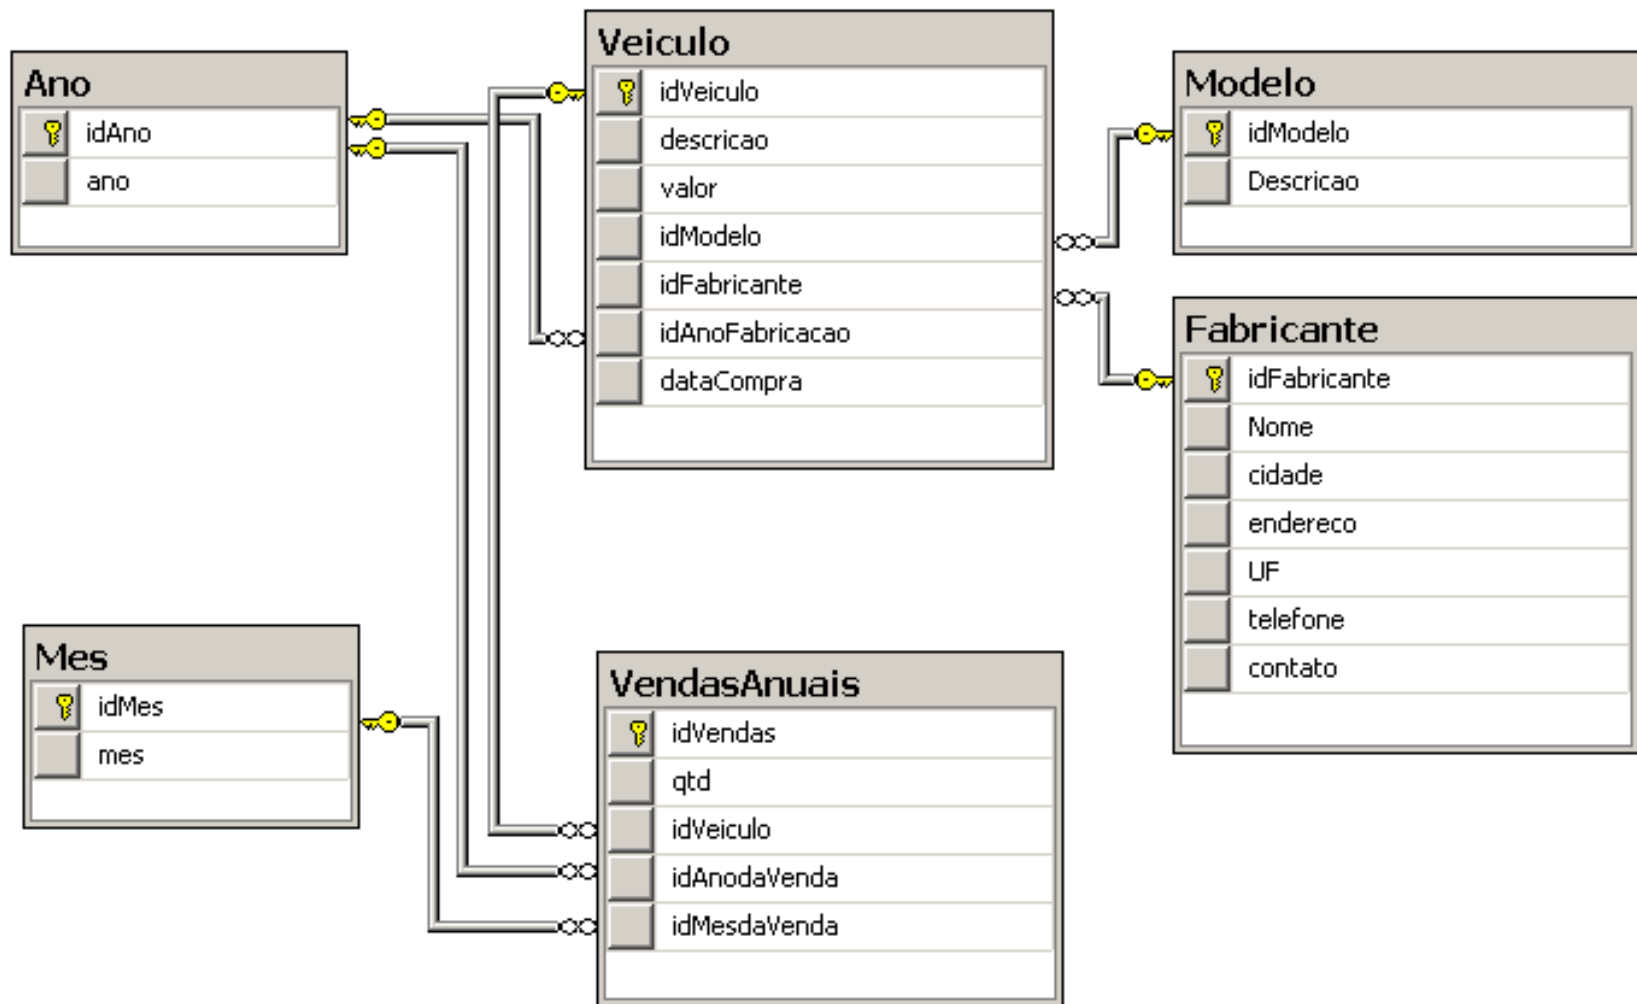 Ano
idAno
ano
Veiculo
idVeiculo
descricao
valor
idModelo
idFabricante
idAnoFabricacao
dataCompra
Modelo
idModelo
Descricao
Fabricante
idFabricante
Nome
cidade
endereco
UF
telefone
contato
Mes
idMes
mes
VendasAnuais
idVendas
qtd
idVeiculo
idAnodaVenda
idMesdaVenda